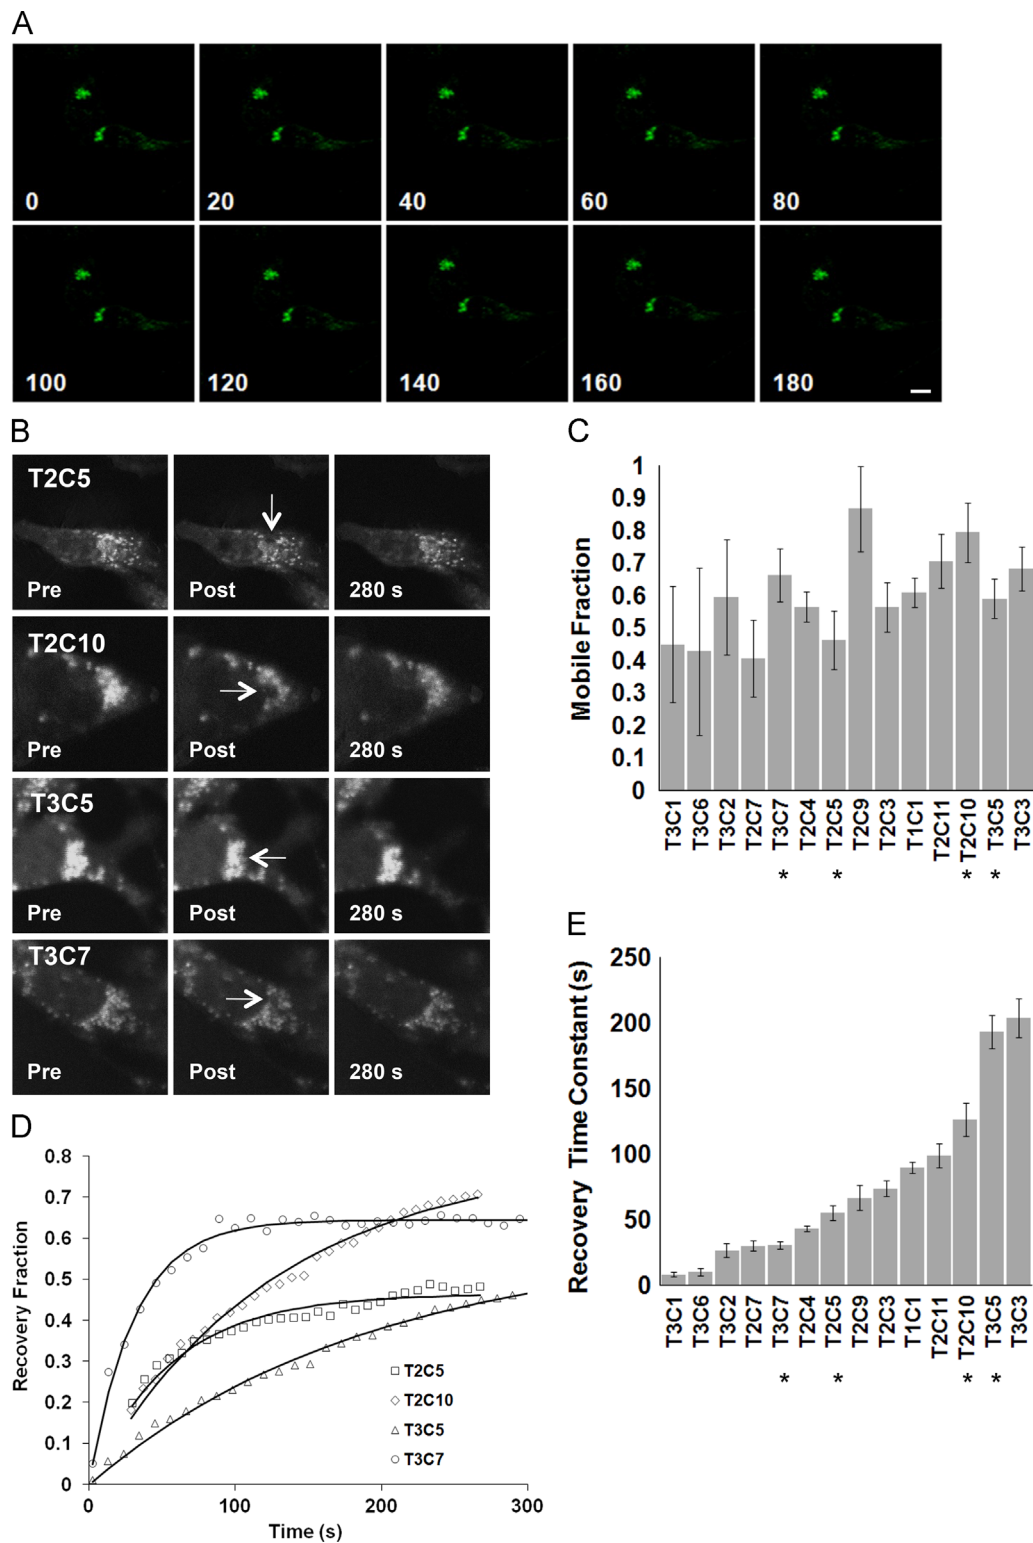 A
0
20
40
60
80
100
120
140
160
180
B
T2C5
Pre
Post
280 s
T2C10
Pre
Post
280 s
T3C5
Pre
Post
280 s
T3C7
Pre
Post
280 s
C
Mobile Fraction
1
0.9
0.8
0.7
0.6
0.5
0.4
0.3
0.2
0.1
0
T3C1
T3C6
T3C2
T2C7
T3C7
T2C4
T2C5
T2C9
T2C3
T1C1
T2C11
T2C10
T3C5
T3C3
* * * *
D
Recovery Fraction
0.8
0.7
0.6
0.5
0.4
0.3
0.2
0.1
0
0 100 200 300
Time (s)
T2C5
T2C10
T3C5
T3C7
E
Recovery Time Constant (s)
250
200
150
100
50
0
T3C1
T3C6
T3C2
T2C7
T3C7
T2C4
T2C5
T2C9
T2C3
T1C1
T2C11
T2C10
T3C5
T3C3
* * * *